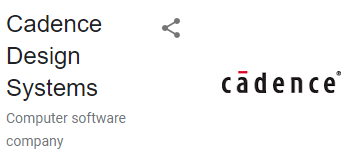 Cadence
Design
Systems
Computer software
company
cādence®